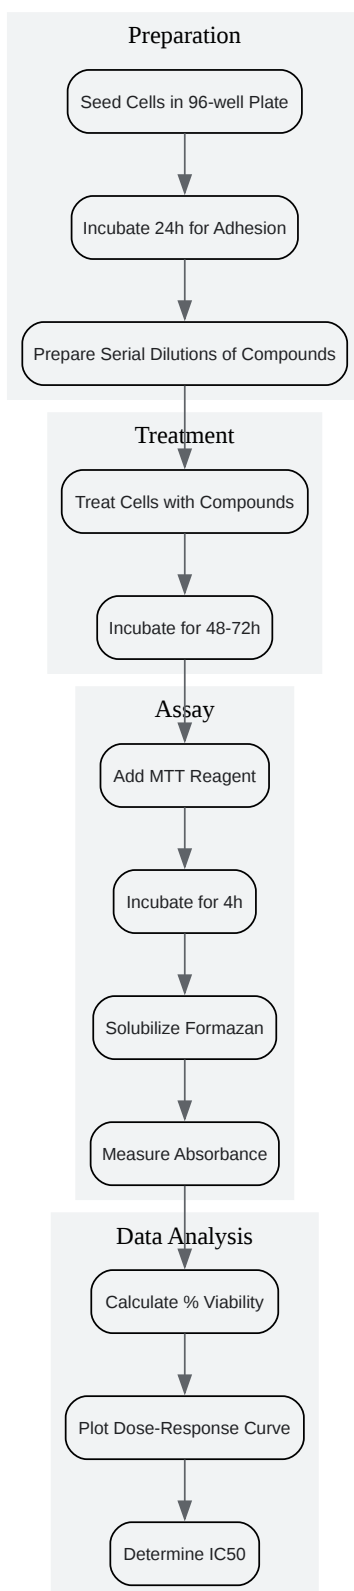 Preparation
Seed Cells in 96-well Plate
Incubate 24h for Adhesion
Prepare Serial Dilutions of Compounds
Treatment
Treat Cells with Compounds
Incubate for 48-72h
Assay
Add MTT Reagent
Incubate for 4h
Solubilize Formazan
Measure Absorbance
Data Analysis
Calculate % Viability
Plot Dose-Response Curve
Determine IC50